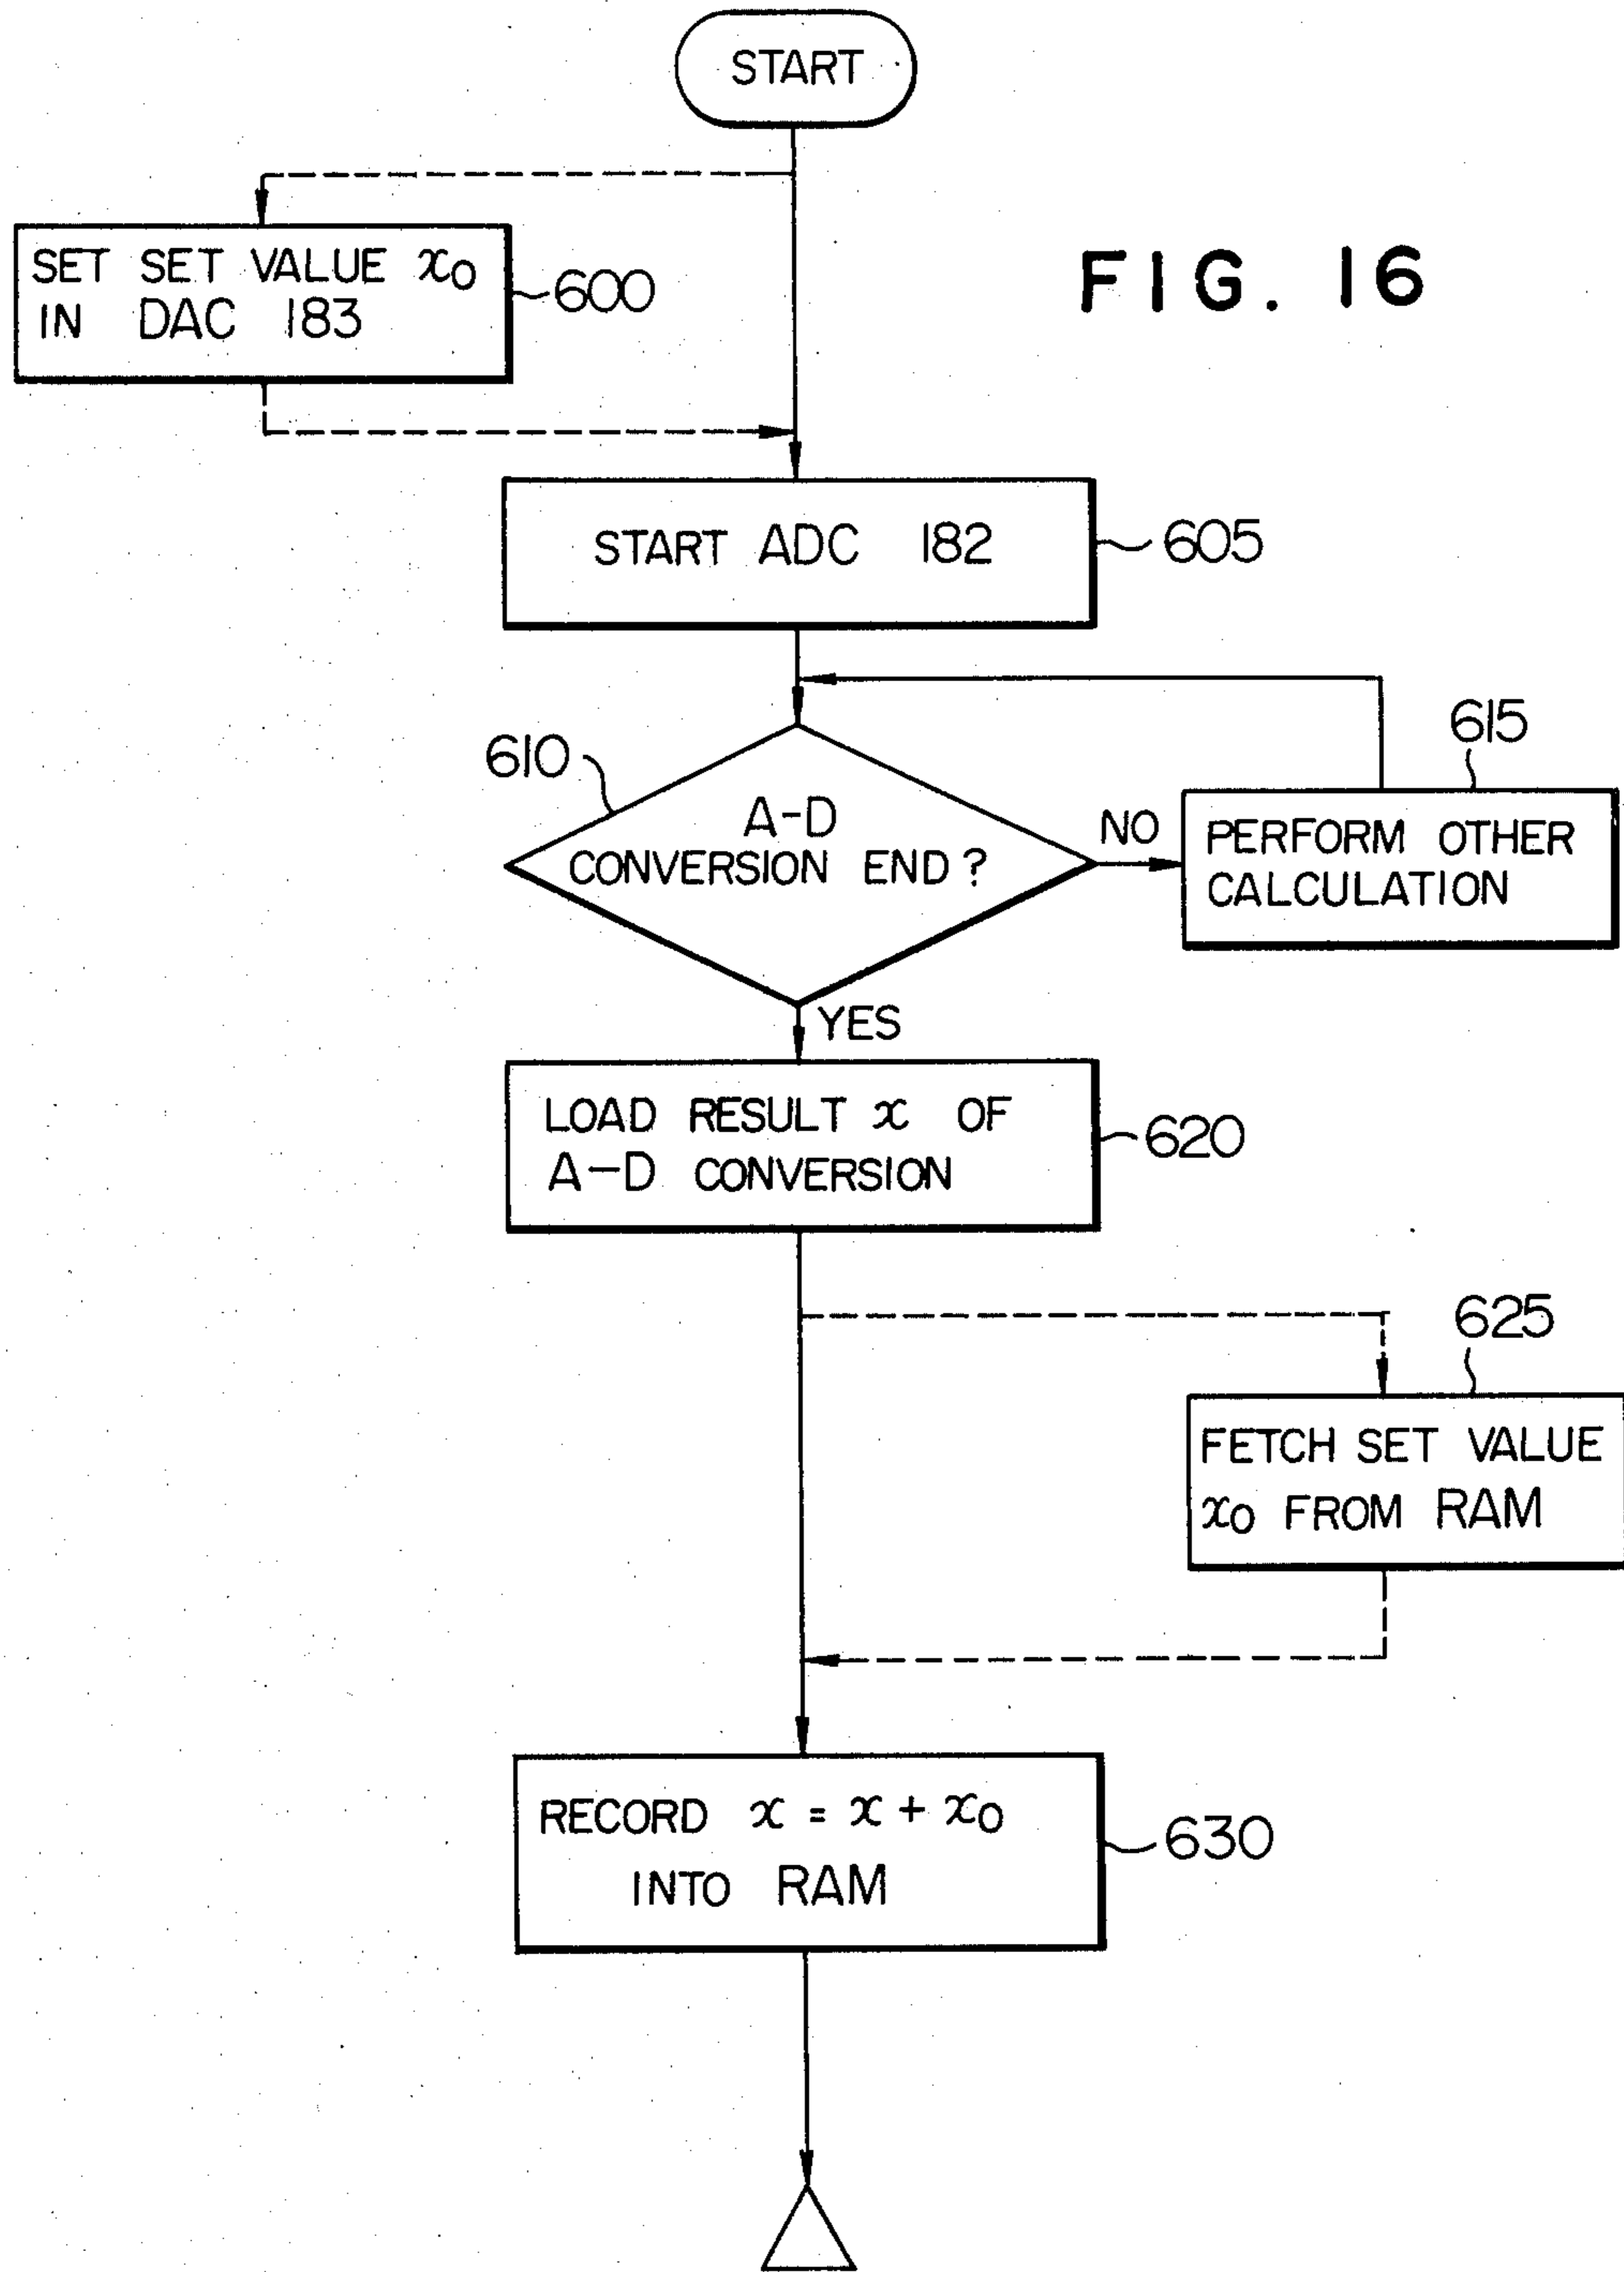 START
SET SET VALUE x0
IN DAC 183
600
FIG. 16
START ADC 182
605
610
A-D
CONVERSION END?
NO
615
PERFORM OTHER
CALCULATION
YES
LOAD RESULT x OF
A-D CONVERSION
620
625
FETCH SET VALUE
x0 FROM RAM
RECORD x = x + x0
INTO RAM
630